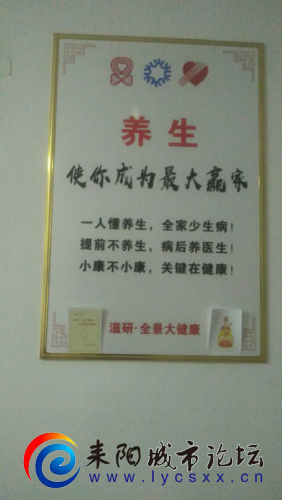 养生
使你成为最大赢家
一人懂养生，全家少生病！
提前不养生，病后养医生！
小康不小康，关键在健康！
滋研·全景大健康
耒阳城市论坛
www.lycsxx.cn